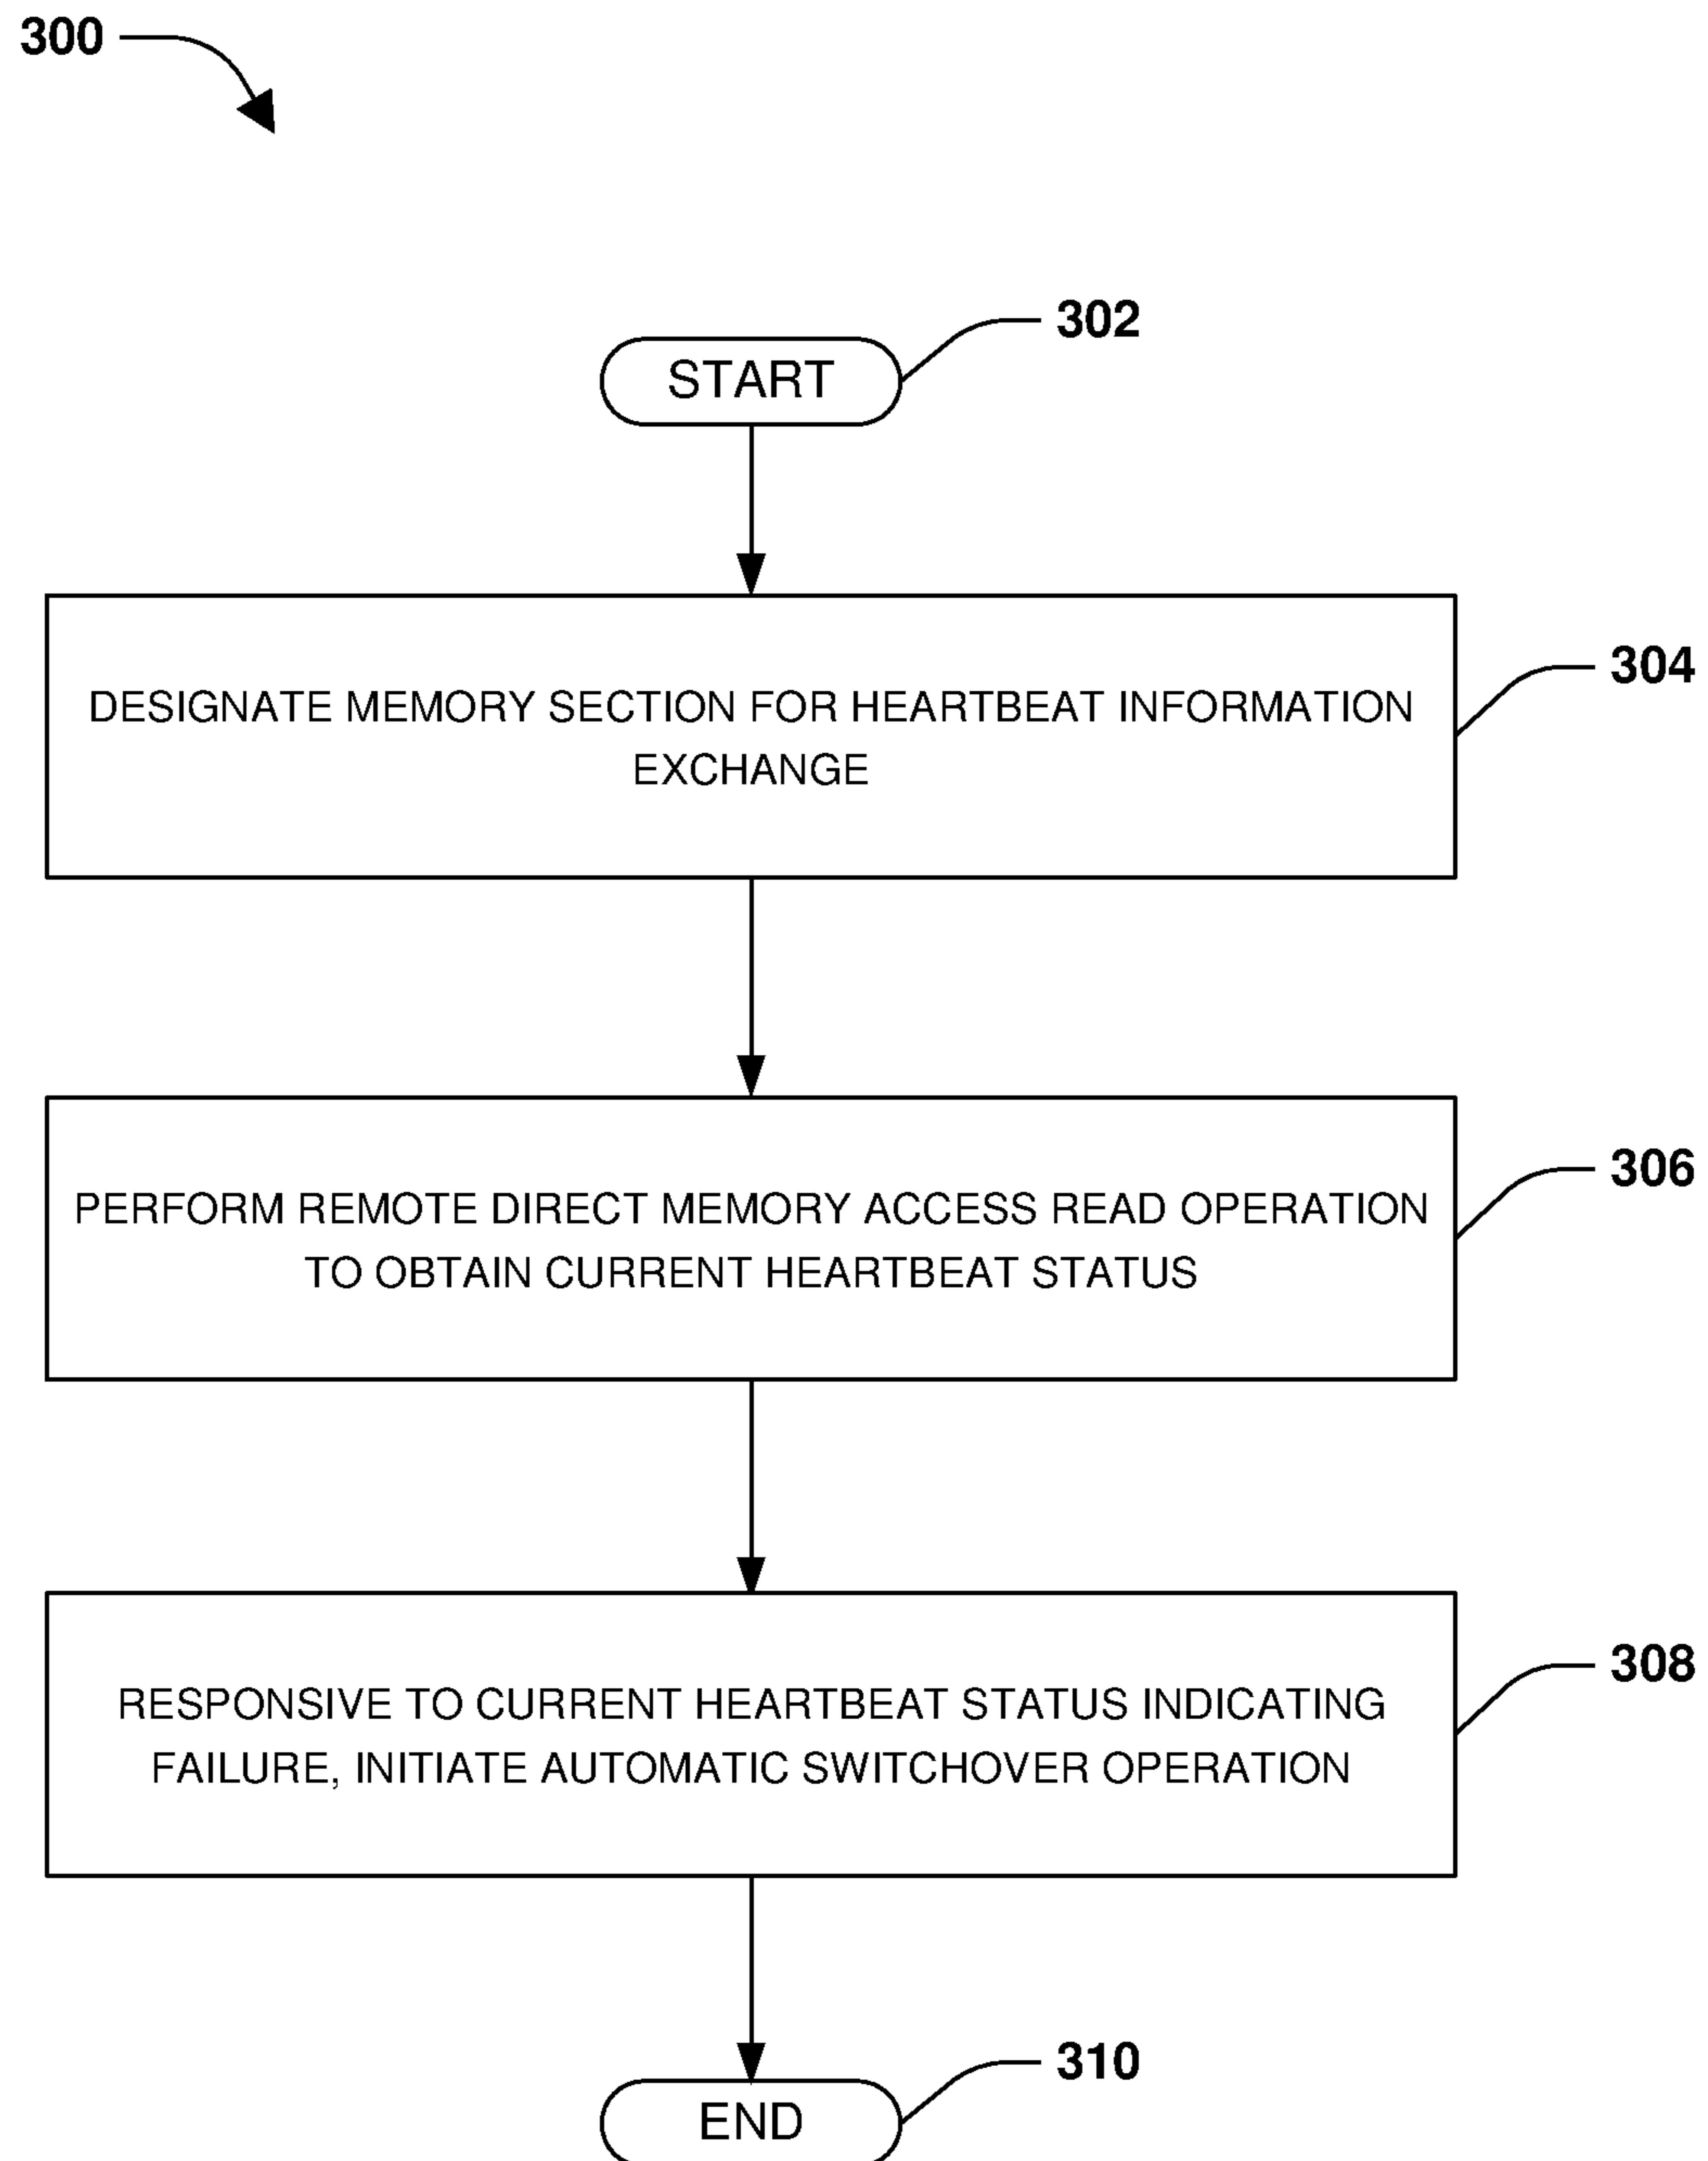 300
302
START
304
DESIGNATE MEMORY SECTION FOR HEARTBEAT INFORMATION
EXCHANGE
306
PERFORM REMOTE DIRECT MEMORY ACCESS READ OPERATION
TO OBTAIN CURRENT HEARTBEAT STATUS
308
RESPONSIVE TO CURRENT HEARTBEAT STATUS INDICATING
FAILURE, INITIATE AUTOMATIC SWITCHOVER OPERATION
310
END